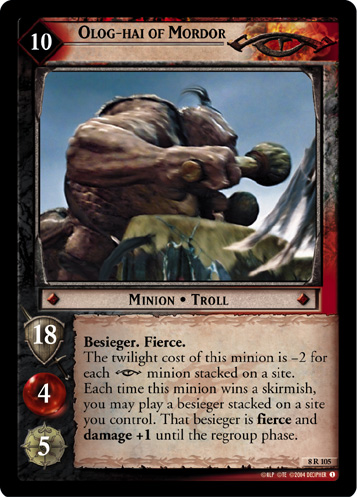 10
Olog-hai of Mordor
Minion • Troll
18
4
5
Besieger. Fierce.
The twilight cost of this minion is –2 for
each minion stacked on a site.
Each time this minion wins a skirmish,
you may play a besieger stacked on a site
you control. That besieger is fierce and
damage +1 until the regroup phase.
8 R 105
©NLP ™TE ©2004 DECIPHER